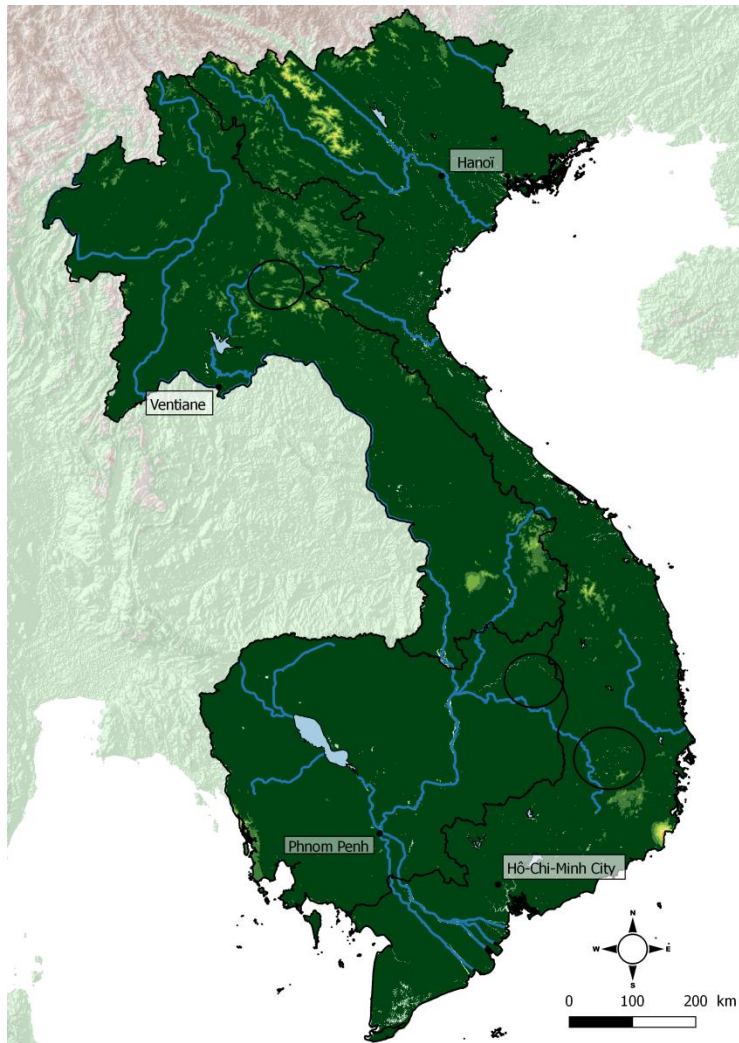 Hanoï
Ventiane
Phnom Penh
Hô-Chi-Minh City
N
W E
S
0 100 200 km